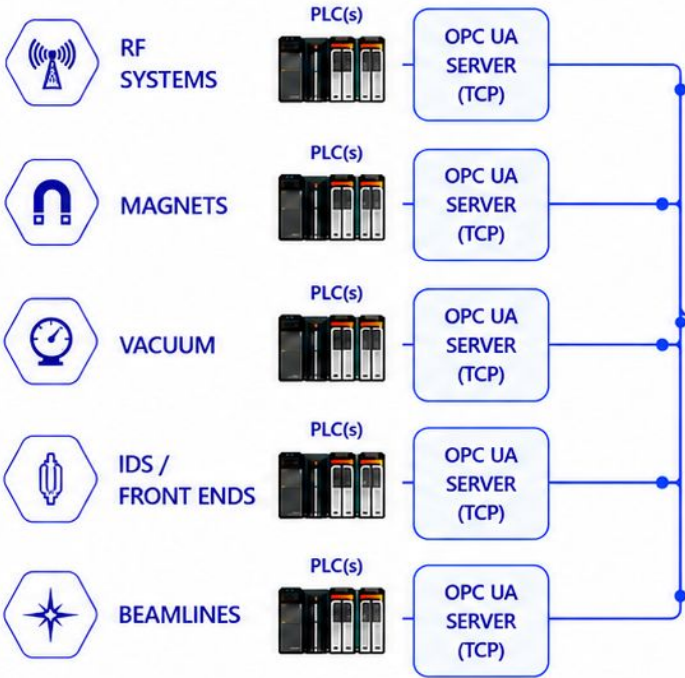 RF
SYSTEMS
PLC(s)
OPC UA
SERVER
(TCP)
MAGNETS
PLC(s)
OPC UA
SERVER
(TCP)
VACUUM
PLC(s)
OPC UA
SERVER
(TCP)
IDS /
FRONT ENDS
PLC(s)
OPC UA
SERVER
(TCP)
BEAMLINES
PLC(s)
OPC UA
SERVER
(TCP)